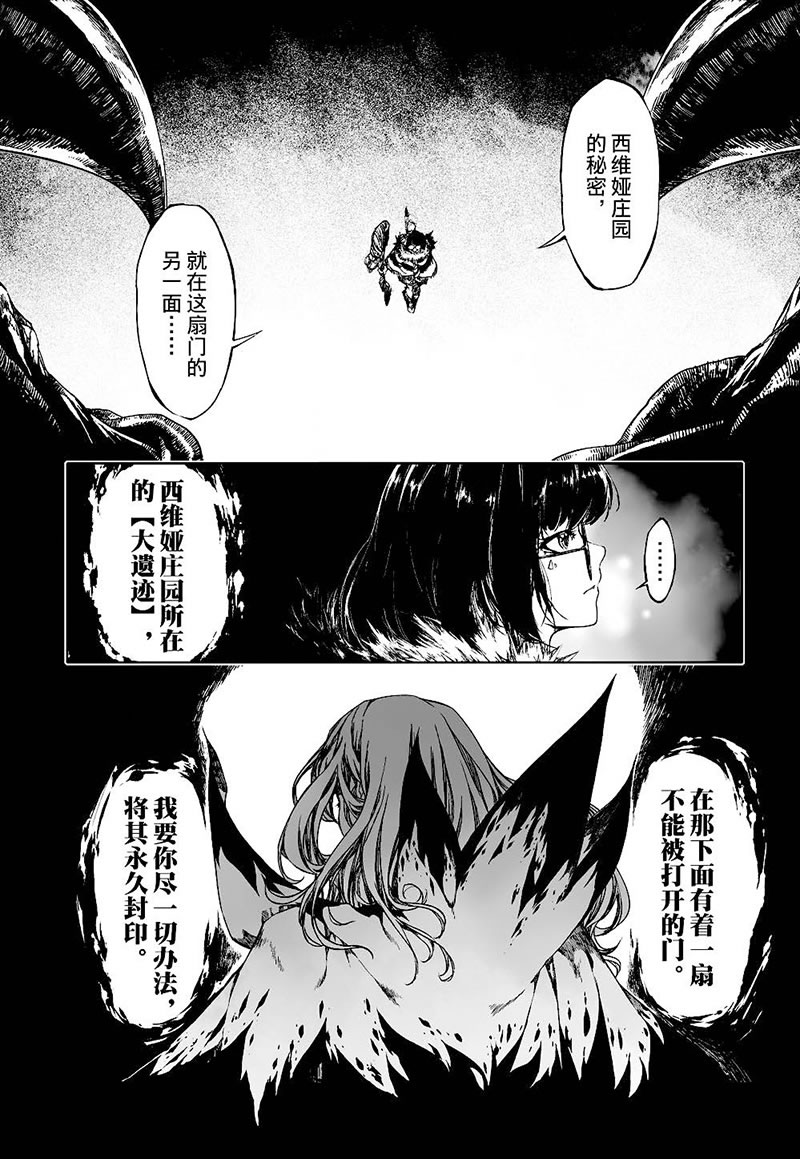 西维娅庄园
的秘密，
就在这扇门的
另一面……
……
西维娅庄园所在
的【大遗迹】，
在那下面有着一扇
不能被打开的门。
我要你尽一切办法，
将其永久封印。